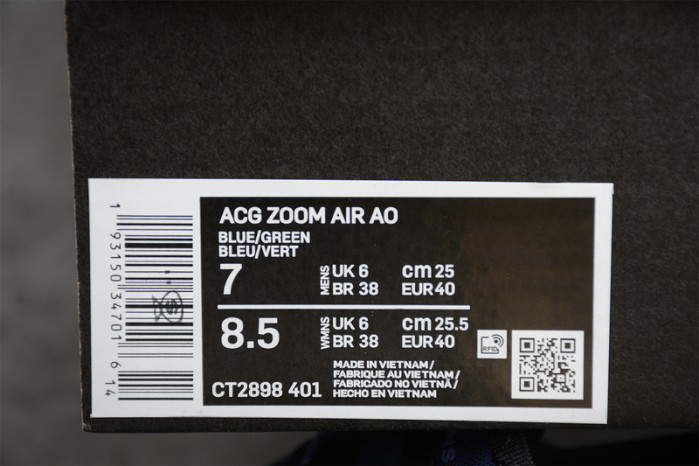 ACG ZOOM AIR AO
BLUE/GREEN
BLEU/VERT
7 MENS UK 6 cm 25
BR 38 EUR 40
8.5 WMNS UK 6 cm 25.5
BR 38 EUR 40
MADE IN VIETNAM/
FABRIQUE AU VIETNAM/
FABRICADO NO VIETNÃ/
HECHO EN VIETNAM
CT2898 401
RFID
1 93150 34701 6 14